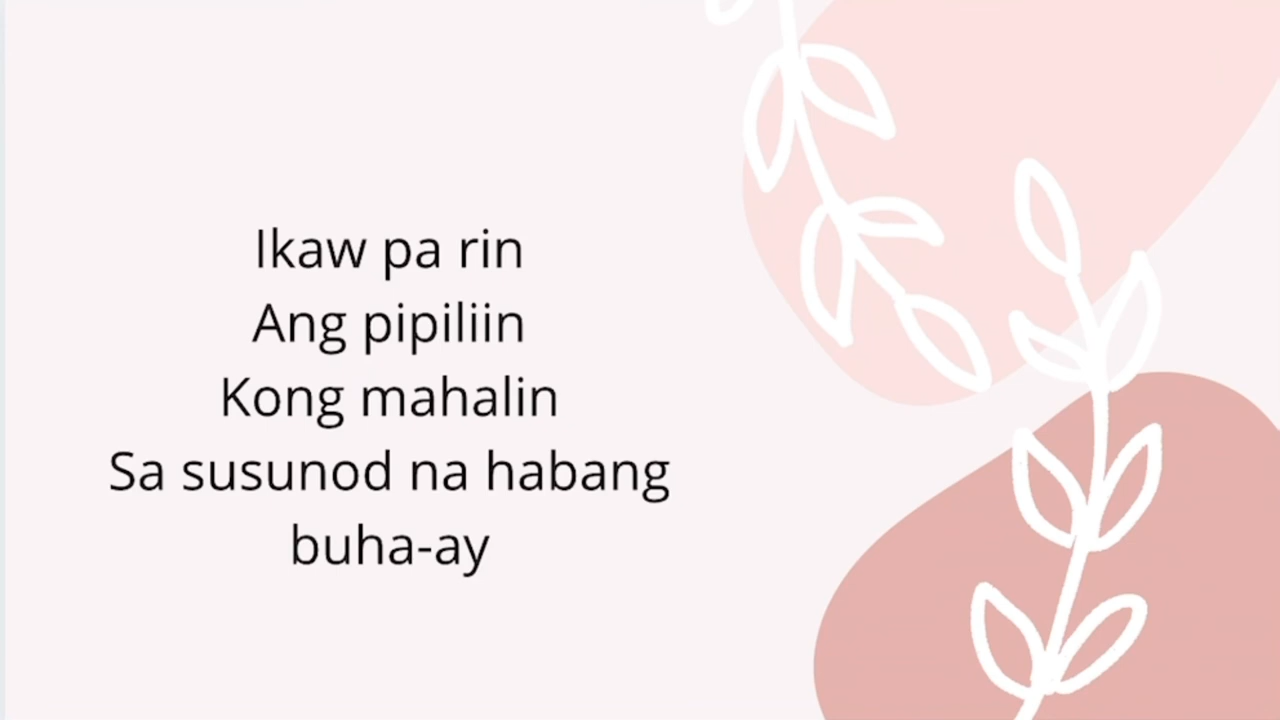 Ikaw pa rin
Ang pipiliin
Kong mahalin
Sa susunod na habang
buha-ay